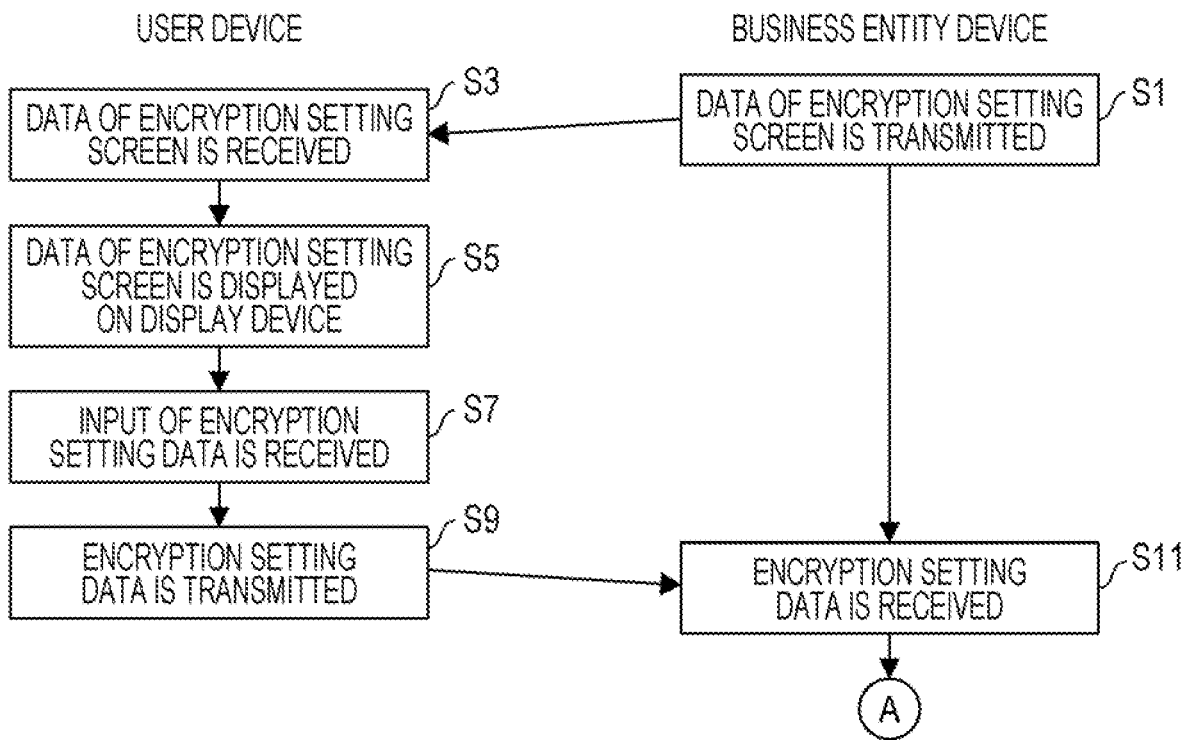 USER DEVICE
BUSINESS ENTITY DEVICE
S3
DATA OF ENCRYPTION SETTING
SCREEN IS RECEIVED
S1
DATA OF ENCRYPTION SETTING
SCREEN IS TRANSMITTED
S5
DATA OF ENCRYPTION SETTING
SCREEN IS DISPLAYED
ON DISPLAY DEVICE
S7
INPUT OF ENCRYPTION
SETTING DATA IS RECEIVED
S9
ENCRYPTION SETTING
DATA IS TRANSMITTED
S11
ENCRYPTION SETTING
DATA IS RECEIVED
A